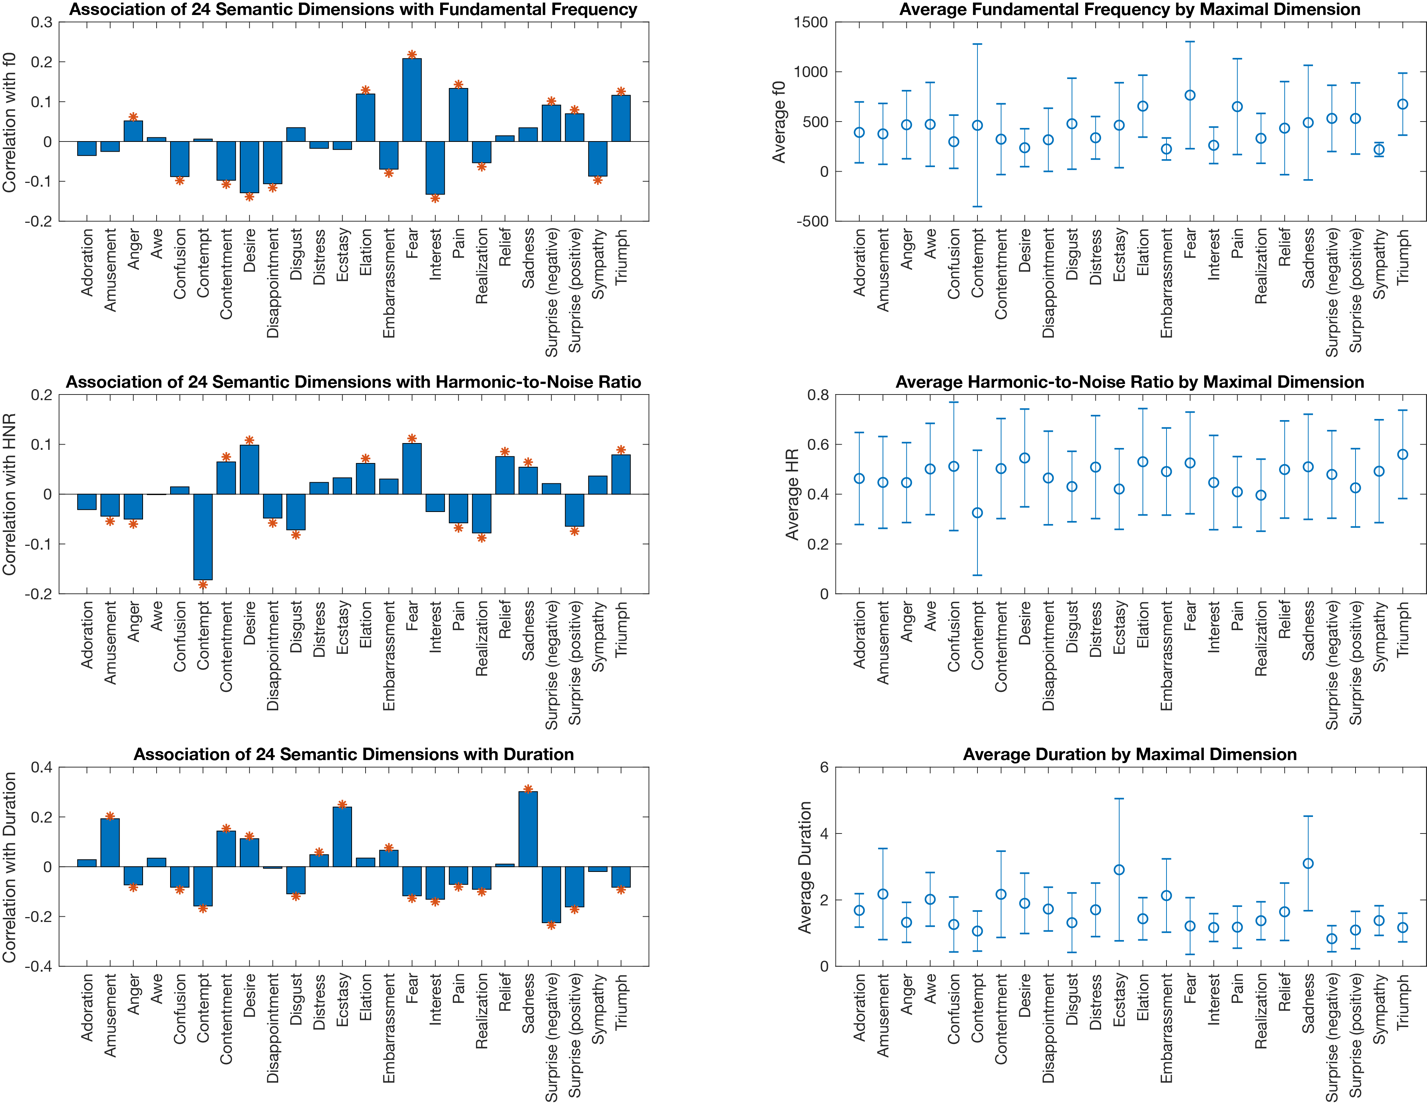 Association of 24 Semantic Dimensions with Fundamental Frequency
Correlation with f0
0.3
0.2
0.1
0
-0.1
-0.2
Adoration
Amusement
Anger
Awe
Confusion
Contempt
Contentment
Desire
Disappointment
Disgust
Distress
Ecstasy
Elation
Embarrassment
Fear
Interest
Pain
Realization
Relief
Sadness
Surprise (negative)
Surprise (positive)
Sympathy
Triumph
Average Fundamental Frequency by Maximal Dimension
Average f0
1500
1000
500
0
-500
Adoration
Amusement
Anger
Awe
Confusion
Contempt
Contentment
Desire
Disappointment
Disgust
Distress
Ecstasy
Elation
Embarrassment
Fear
Interest
Pain
Realization
Relief
Sadness
Surprise (negative)
Surprise (positive)
Sympathy
Triumph
Association of 24 Semantic Dimensions with Harmonic-to-Noise Ratio
Correlation with HNR
0.2
0.1
0
-0.1
-0.2
Adoration
Amusement
Anger
Awe
Confusion
Contempt
Contentment
Desire
Disappointment
Disgust
Distress
Ecstasy
Elation
Embarrassment
Fear
Interest
Pain
Realization
Relief
Sadness
Surprise (negative)
Surprise (positive)
Sympathy
Triumph
Average Harmonic-to-Noise Ratio by Maximal Dimension
Average HR
0.8
0.6
0.4
0.2
0
Adoration
Amusement
Anger
Awe
Confusion
Contempt
Contentment
Desire
Disappointment
Disgust
Distress
Ecstasy
Elation
Embarrassment
Fear
Interest
Pain
Realization
Relief
Sadness
Surprise (negative)
Surprise (positive)
Sympathy
Triumph
Association of 24 Semantic Dimensions with Duration
Correlation with Duration
0.4
0.2
0
-0.2
-0.4
Adoration
Amusement
Anger
Awe
Confusion
Contempt
Contentment
Desire
Disappointment
Disgust
Distress
Ecstasy
Elation
Embarrassment
Fear
Interest
Pain
Realization
Relief
Sadness
Surprise (negative)
Surprise (positive)
Sympathy
Triumph
Average Duration by Maximal Dimension
Average Duration
6
4
2
0
Adoration
Amusement
Anger
Awe
Confusion
Contempt
Contentment
Desire
Disappointment
Disgust
Distress
Ecstasy
Elation
Embarrassment
Fear
Interest
Pain
Realization
Relief
Sadness
Surprise (negative)
Surprise (positive)
Sympathy
Triumph